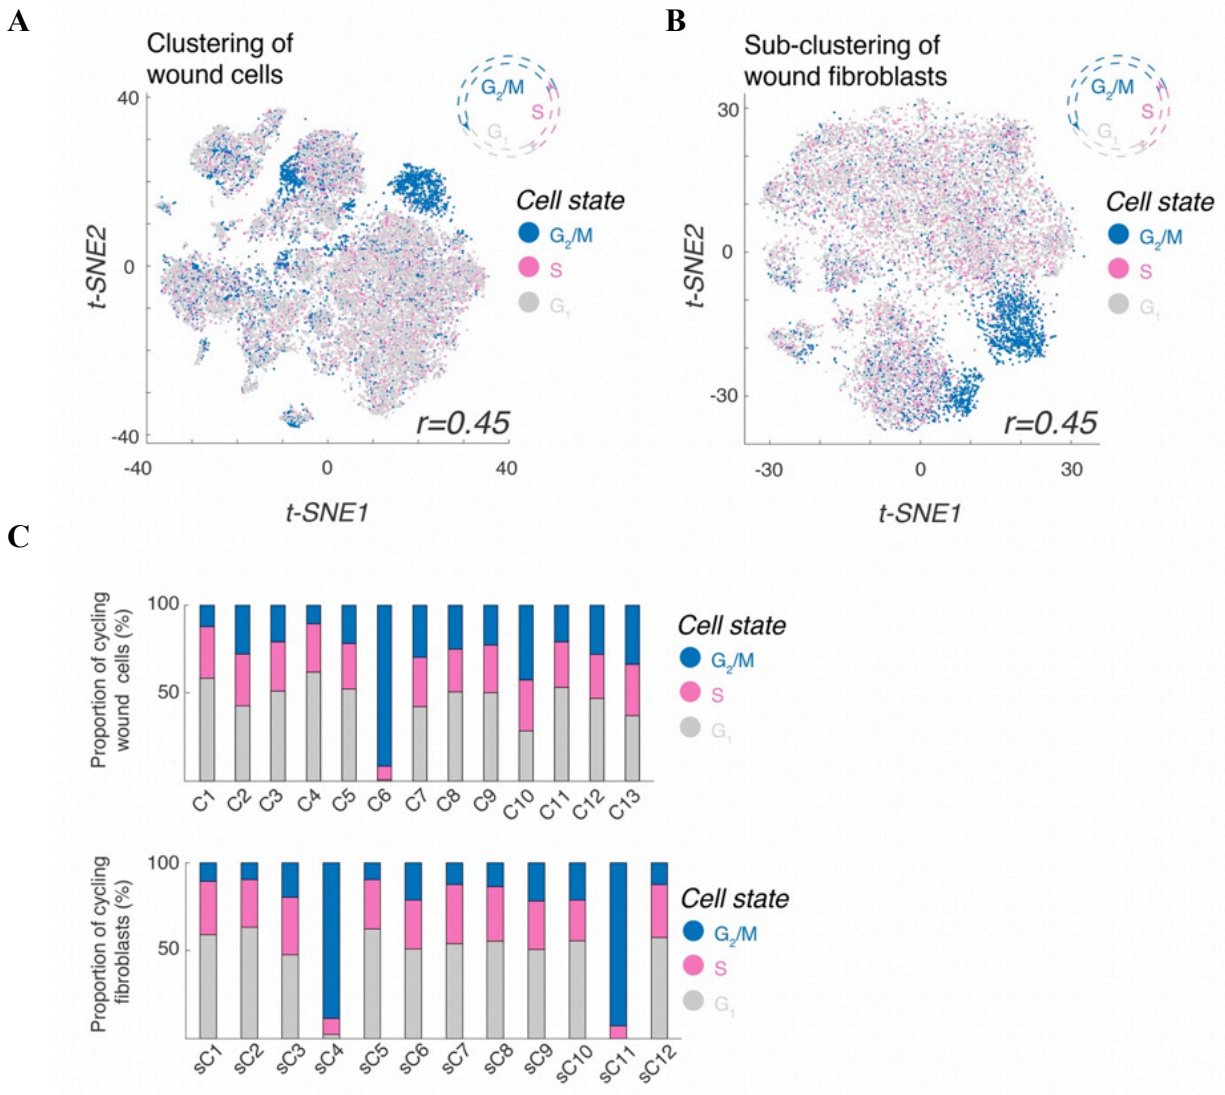 A
Clustering of
wound cells
G₂/M
S
G₁
40
0
-40
t-SNE2
-40
0
40
t-SNE1
r=0.45
Cell state
G₂/M
S
G₁
B
Sub-clustering of
wound fibroblasts
G₂/M
S
G₁
30
0
-30
t-SNE2
-30
0
30
t-SNE1
r=0.45
Cell state
G₂/M
S
G₁
C
Proportion of cycling
wound cells (%)
100
50
C1 C2 C3 C4 C5 C6 C7 C8 C9 C10 C11 C12 C13
Cell state
G₂/M
S
G₁
Proportion of cycling
fibroblasts (%)
100
50
sC1 sC2 sC3 sC4 sC5 sC6 sC7 sC8 sC9 sC10 sC11 sC12
Cell state
G₂/M
S
G₁